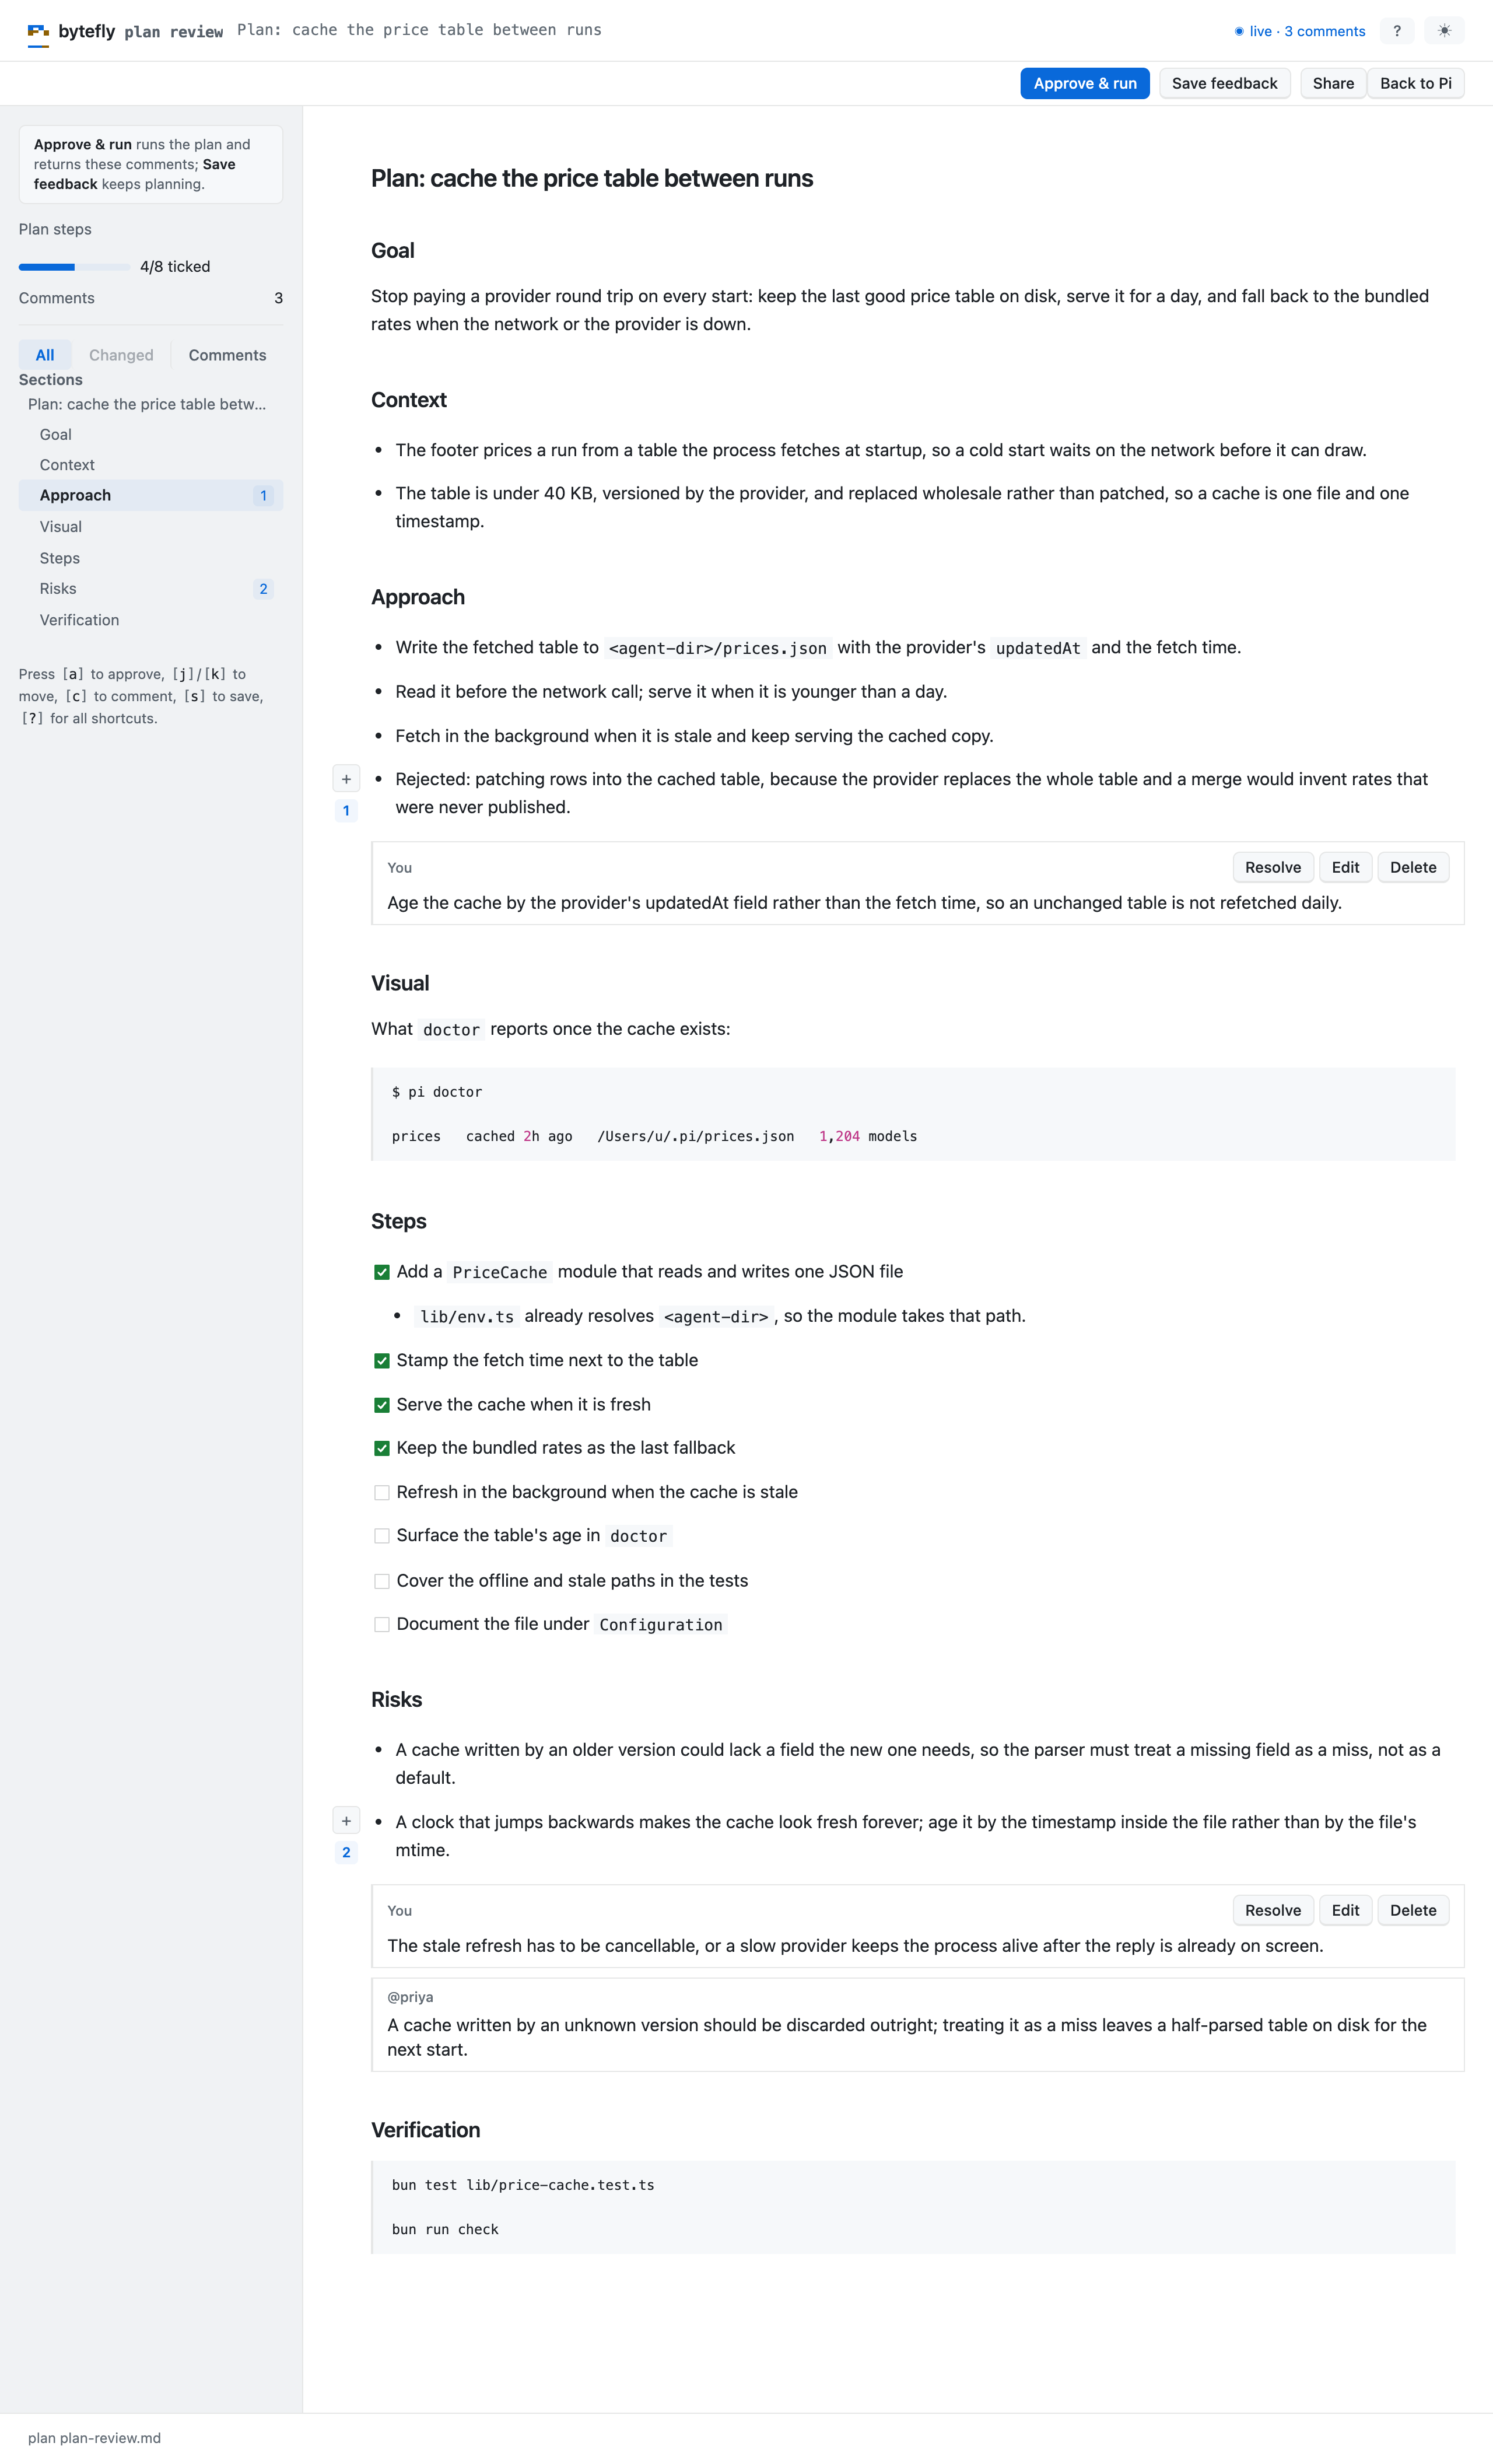 bytefly plan review Plan: cache the price table between runs
live · 3 comments
?
Approve & run
Save feedback
Share
Back to Pi
Approve & run runs the plan and
returns these comments; Save
feedback keeps planning.
Plan steps
4/8 ticked
Comments 3
All Changed Comments
Sections
Plan: cache the price table betw...
Goal
Context
Approach 1
Visual
Steps
Risks 2
Verification
Press [a] to approve, [j]/[k] to
move, [c] to comment, [s] to save,
[?] for all shortcuts.
Plan: cache the price table between runs
Goal
Stop paying a provider round trip on every start: keep the last good price table on disk, serve it for a day, and fall back to the bundled
rates when the network or the provider is down.
Context
• The footer prices a run from a table the process fetches at startup, so a cold start waits on the network before it can draw.
• The table is under 40 KB, versioned by the provider, and replaced wholesale rather than patched, so a cache is one file and one
timestamp.
Approach
• Write the fetched table to <agent-dir>/prices.json with the provider's updatedAt and the fetch time.
• Read it before the network call; serve it when it is younger than a day.
• Fetch in the background when it is stale and keep serving the cached copy.
+
• Rejected: patching rows into the cached table, because the provider replaces the whole table and a merge would invent rates that
1
were never published.
You
Resolve Edit Delete
Age the cache by the provider's updatedAt field rather than the fetch time, so an unchanged table is not refetched daily.
Visual
What doctor reports once the cache exists:
$ pi doctor
prices cached 2h ago /Users/u/.pi/prices.json 1,204 models
Steps
Add a PriceCache module that reads and writes one JSON file
• lib/env.ts already resolves <agent-dir>, so the module takes that path.
Stamp the fetch time next to the table
Serve the cache when it is fresh
Keep the bundled rates as the last fallback
Refresh in the background when the cache is stale
Surface the table's age in doctor
Cover the offline and stale paths in the tests
Document the file under Configuration
Risks
• A cache written by an older version could lack a field the new one needs, so the parser must treat a missing field as a miss, not as a
default.
+
• A clock that jumps backwards makes the cache look fresh forever; age it by the timestamp inside the file rather than by the file's
2
mtime.
You
Resolve Edit Delete
The stale refresh has to be cancellable, or a slow provider keeps the process alive after the reply is already on screen.
@priya
A cache written by an unknown version should be discarded outright; treating it as a miss leaves a half-parsed table on disk for the
next start.
Verification
bun test lib/price-cache.test.ts
bun run check
plan plan-review.md